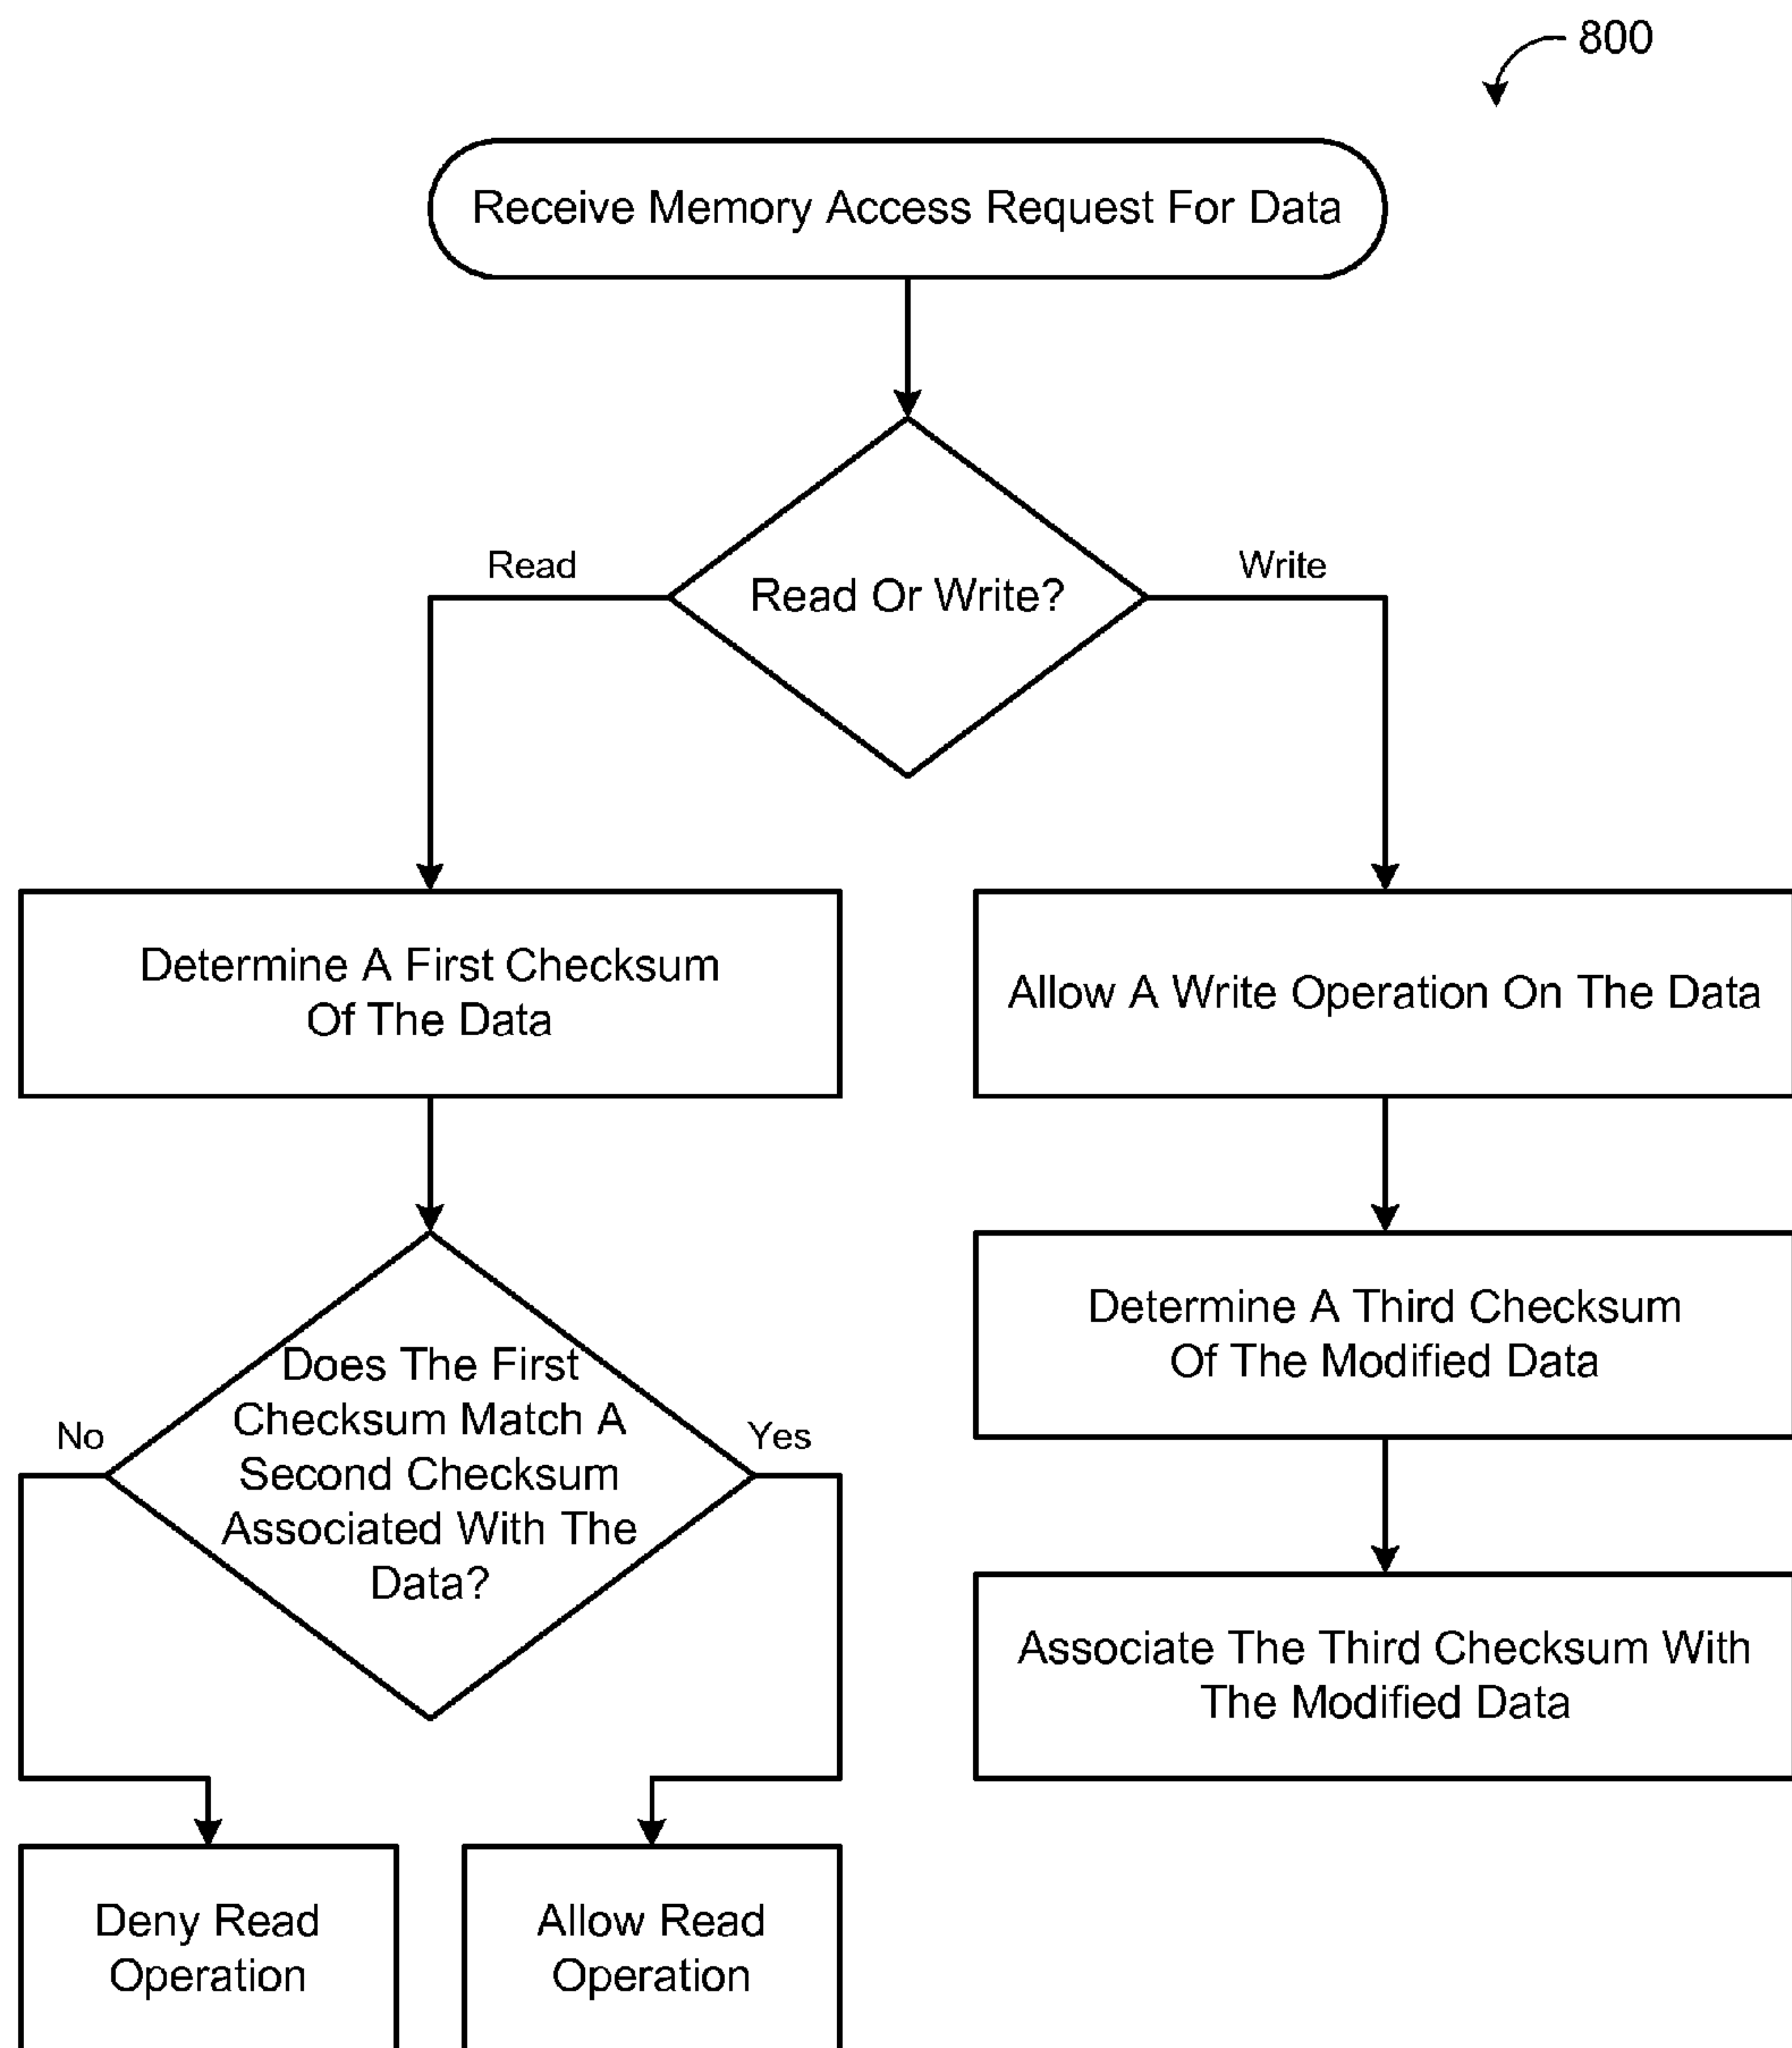 800
Receive Memory Access Request For Data
Read
Read Or Write?
Write
Determine A First Checksum
Of The Data
Allow A Write Operation On The Data
Does The First
Checksum Match A
Second Checksum
Associated With The
Data?
No
Yes
Determine A Third Checksum
Of The Modified Data
Associate The Third Checksum With
The Modified Data
Deny Read
Operation
Allow Read
Operation